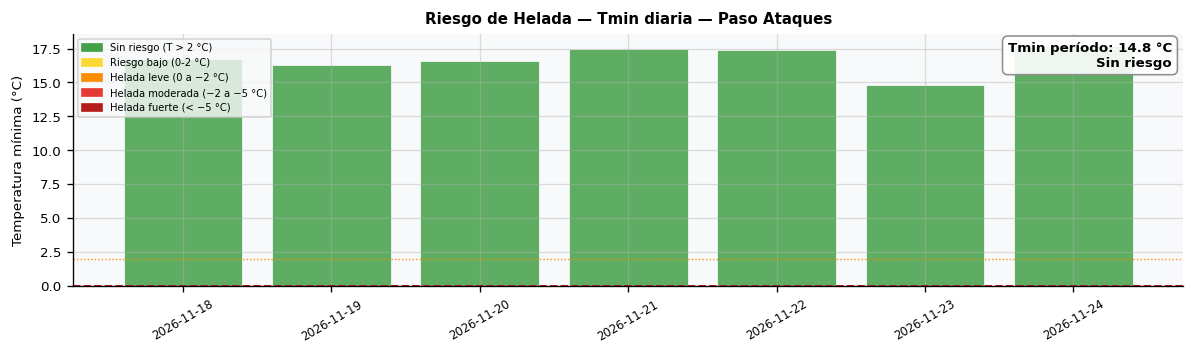 Riesgo de Helada — Tmin diaria — Paso Ataques
Sin riesgo (T > 2 °C)
Riesgo bajo (0-2 °C)
Helada leve (0 a −2 °C)
Helada moderada (−2 a −5 °C)
Helada fuerte (< −5 °C)
Tmin período: 14.8 °C
Sin riesgo
Temperatura mínima (°C)
17.5
15.0
12.5
10.0
7.5
5.0
2.5
0.0
2026-11-18
2026-11-19
2026-11-20
2026-11-21
2026-11-22
2026-11-23
2026-11-24